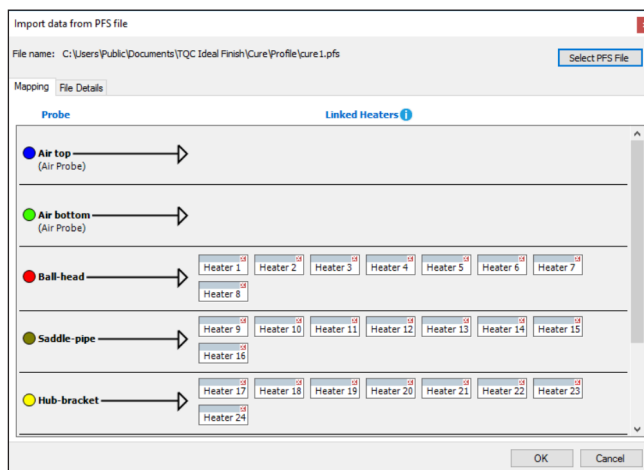 Import data from PFS file
File name: C:\Users\Public\Documents\TQC Ideal Finish\Cure\Profile\cure1.pfs
Select PFS File
Mapping File Details
Probe Linked Heaters
Air top
(Air Probe)
Air bottom
(Air Probe)
Ball-head
Heater 1 Heater 2 Heater 3 Heater 4 Heater 5 Heater 6 Heater 7
Heater 8
Saddle-pipe
Heater 9 Heater 10 Heater 11 Heater 12 Heater 13 Heater 14 Heater 15
Heater 16
Hub-bracket
Heater 17 Heater 18 Heater 19 Heater 20 Heater 21 Heater 22 Heater 23
Heater 24
OK Cancel